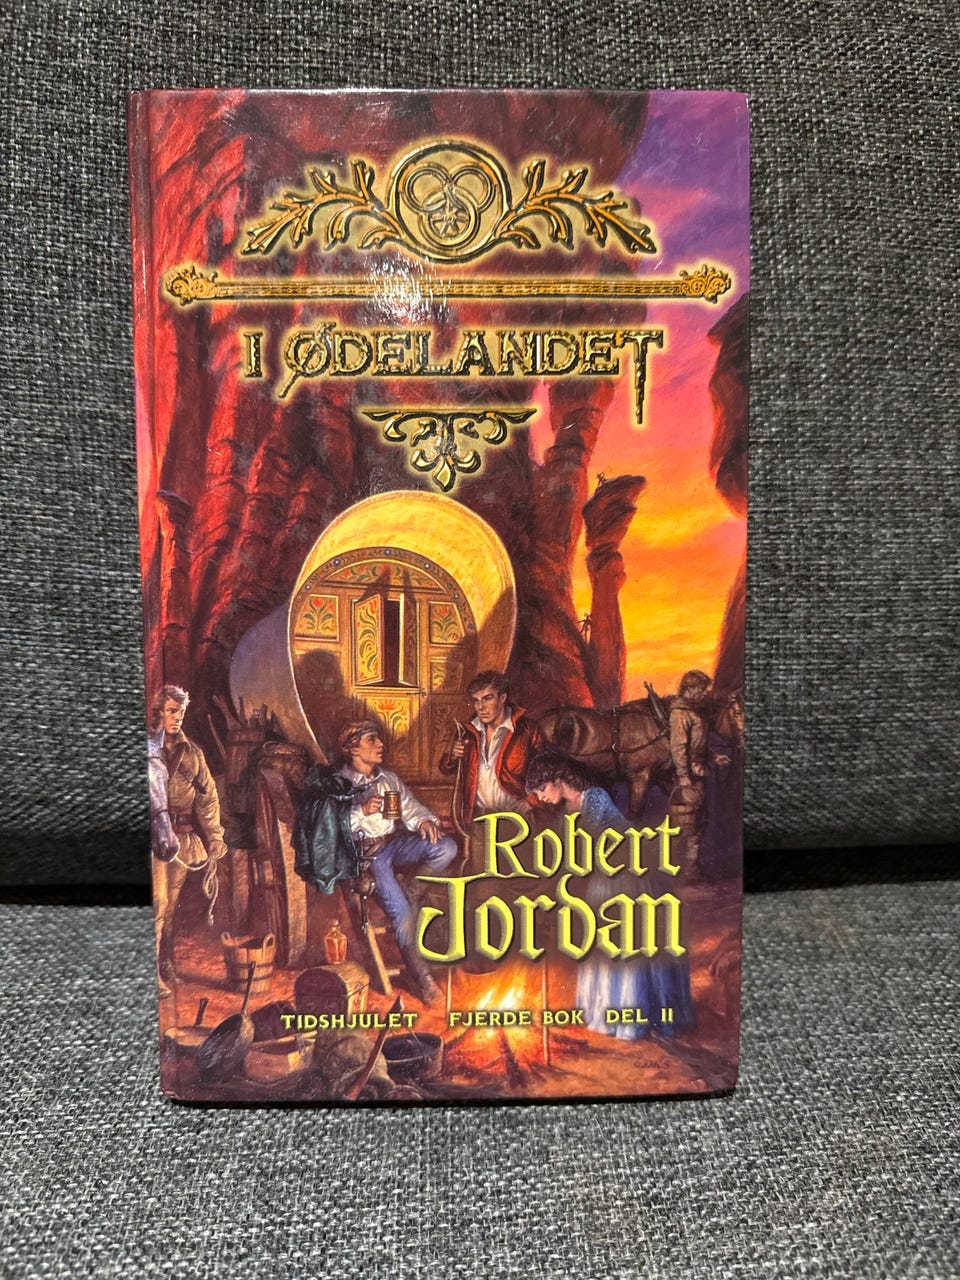 I ØDELANDET
Robert
Jordan
TIDSHJULET FJERDE BOK DEL II